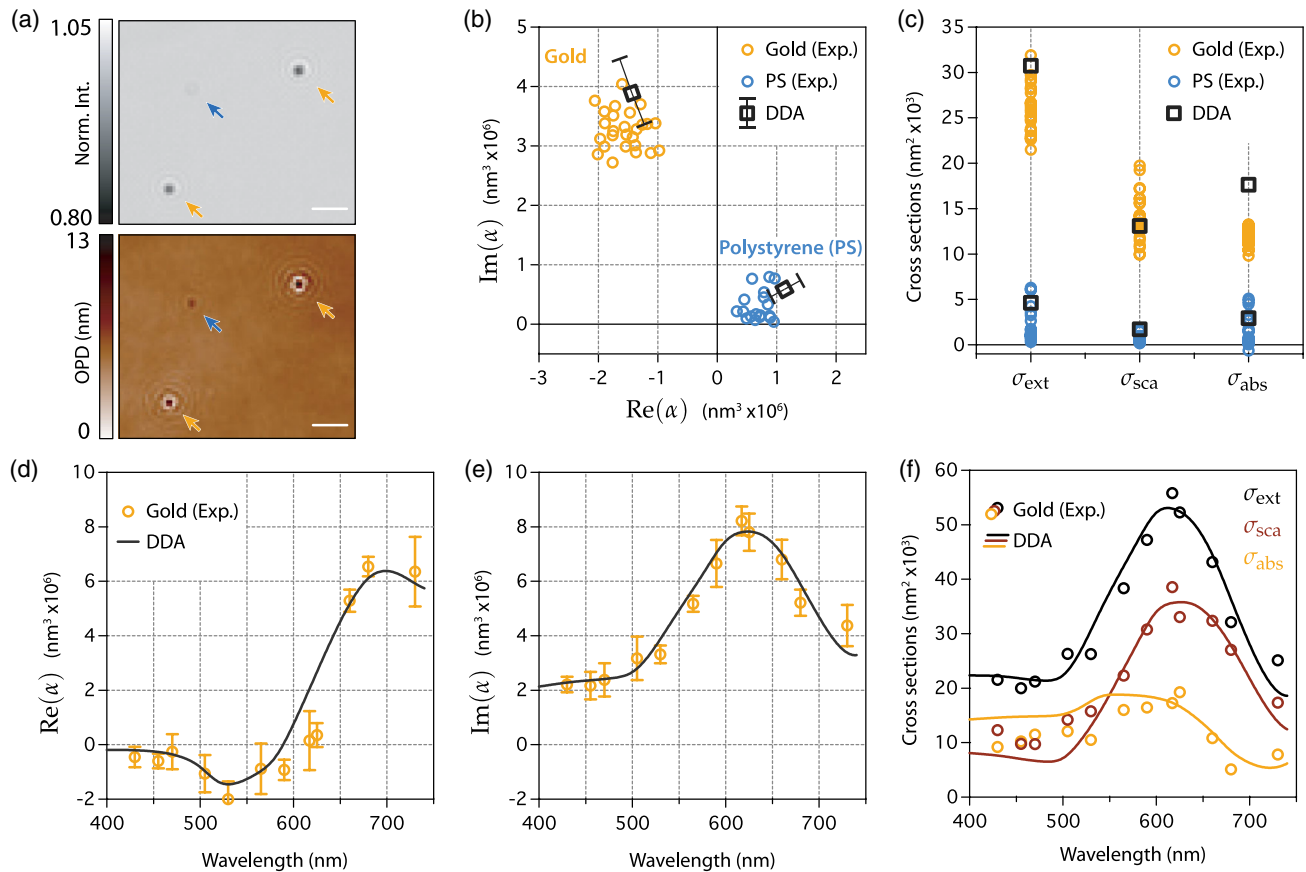 (a)
1.05
Norm. Int.
0.80
13
OPD (nm)
0
(b)
5
4
3
2
1
0
Im(α) (nm³ x10⁶)
Gold
Gold (Exp.)
PS (Exp.)
DDA
Polystyrene (PS)
-3 -2 -1 0 1 2
Re(α) (nm³ x10⁶)
(c)
35
30
25
20
15
10
5
0
Cross sections (nm² x10³)
Gold (Exp.)
PS (Exp.)
DDA
σext σsca σabs
(d)
10
8
6
4
2
-0
-2
Re(α) (nm³ x10⁶)
Gold (Exp.)
DDA
400 500 600 700
Wavelength (nm)
(e)
10
8
6
4
2
0
-2
Im(α) (nm³ x10⁶)
Gold (Exp.)
DDA
400 500 600 700
Wavelength (nm)
(f)
60
50
40
30
20
10
0
Cross sections (nm² x10³)
Gold (Exp.)
DDA
σext
σsca
σabs
400 500 600 700
Wavelength (nm)